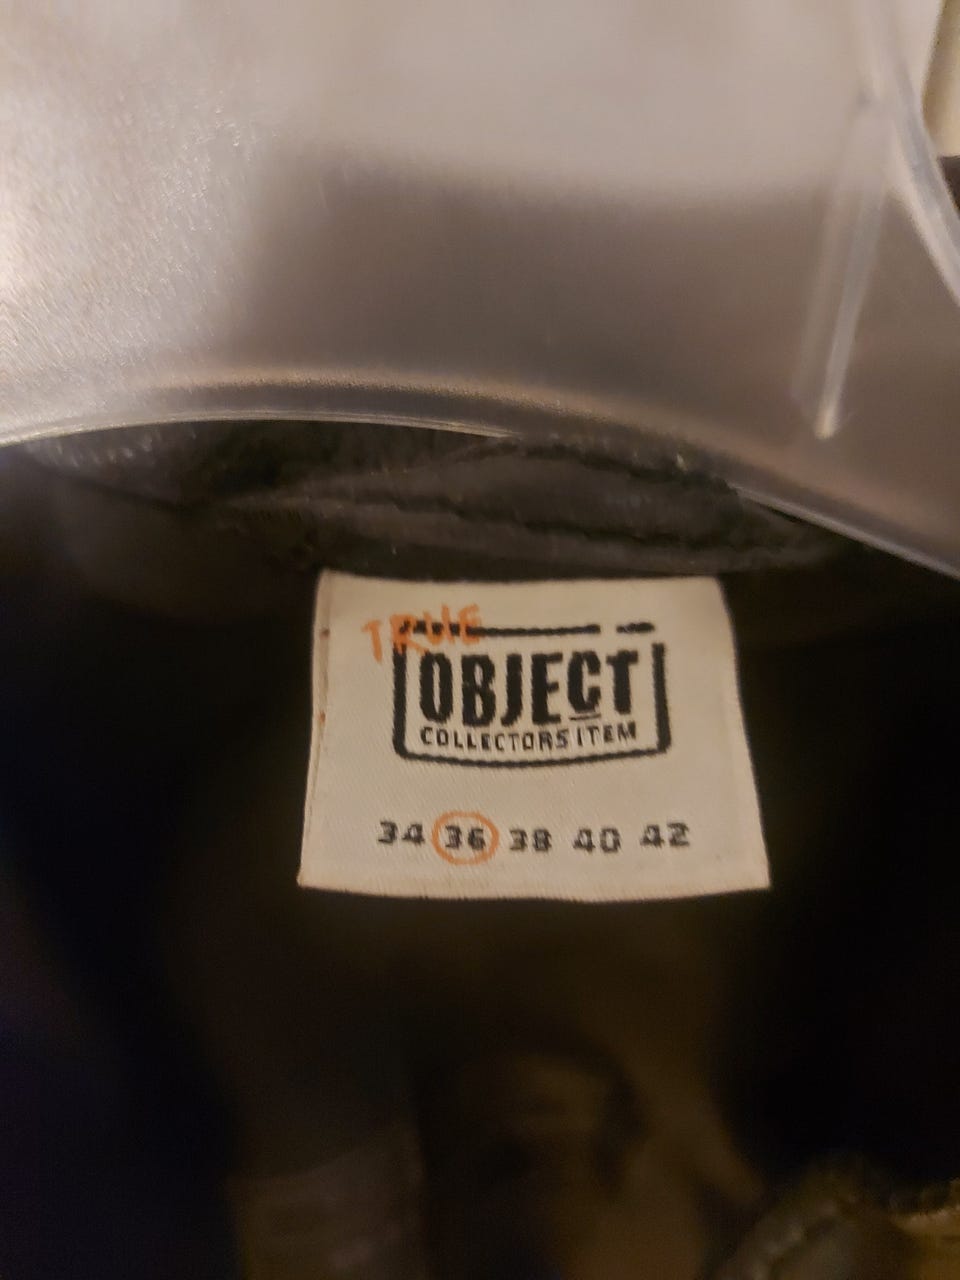 TRUE
OBJECT
COLLECTORS ITEM
34 36 38 40 42